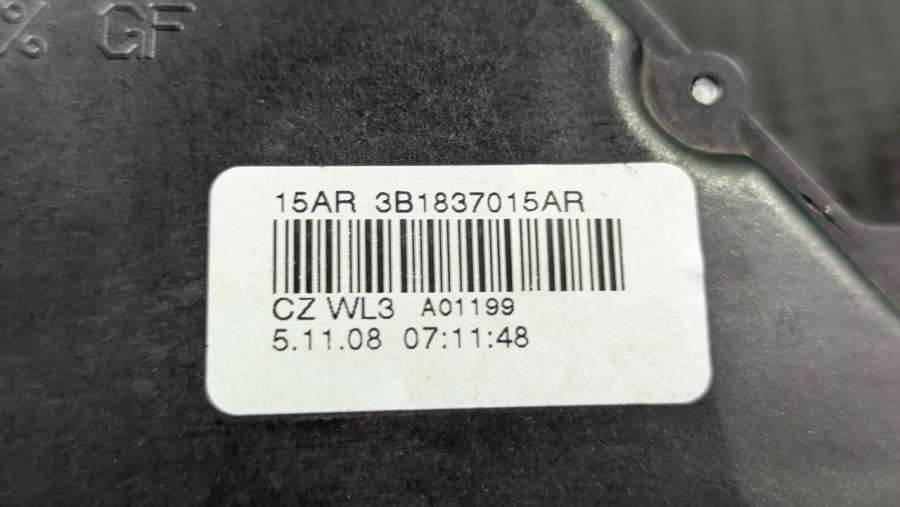 % GF
15AR 3B1837015AR
CZ WL3 A01199
5.11.08 07:11:48